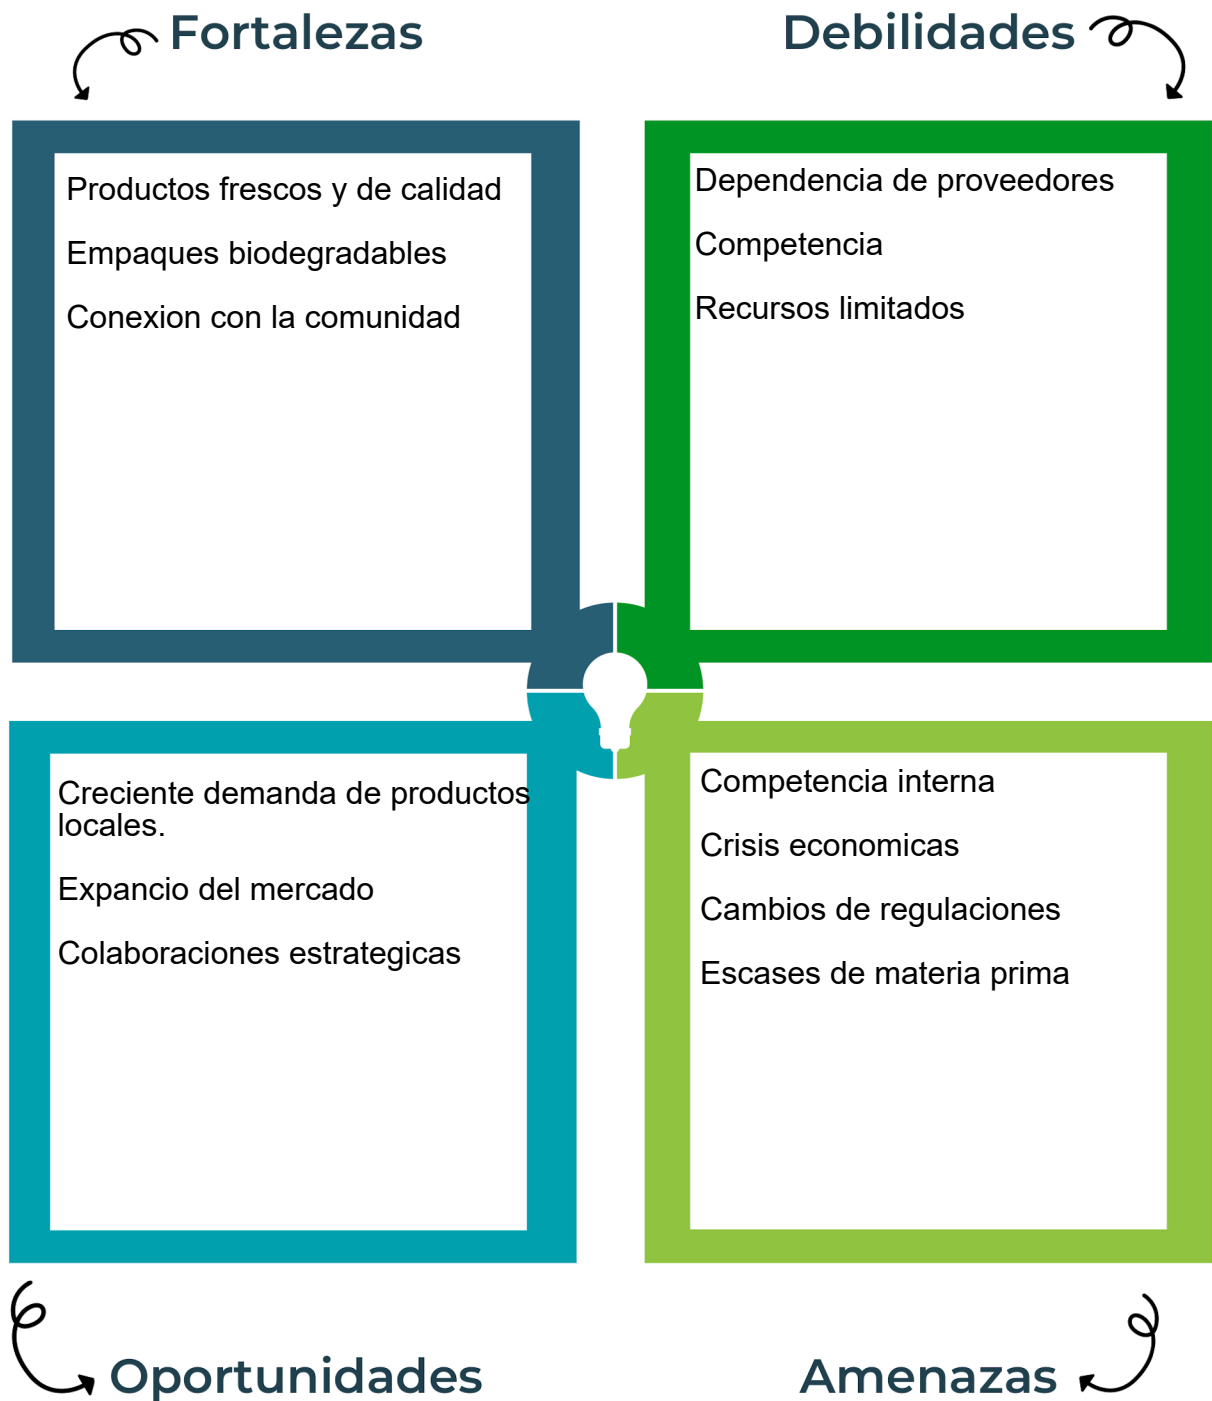 Fortalezas
Productos frescos y de calidad
Empaques biodegradables
Conexion con la comunidad
Debilidades
Dependencia de proveedores
Competencia
Recursos limitados
Creciente demanda de productos
locales.
Expancio del mercado
Colaboraciones estrategicas
Oportunidades
Competencia interna
Crisis economicas
Cambios de regulaciones
Escases de materia prima
Amenazas